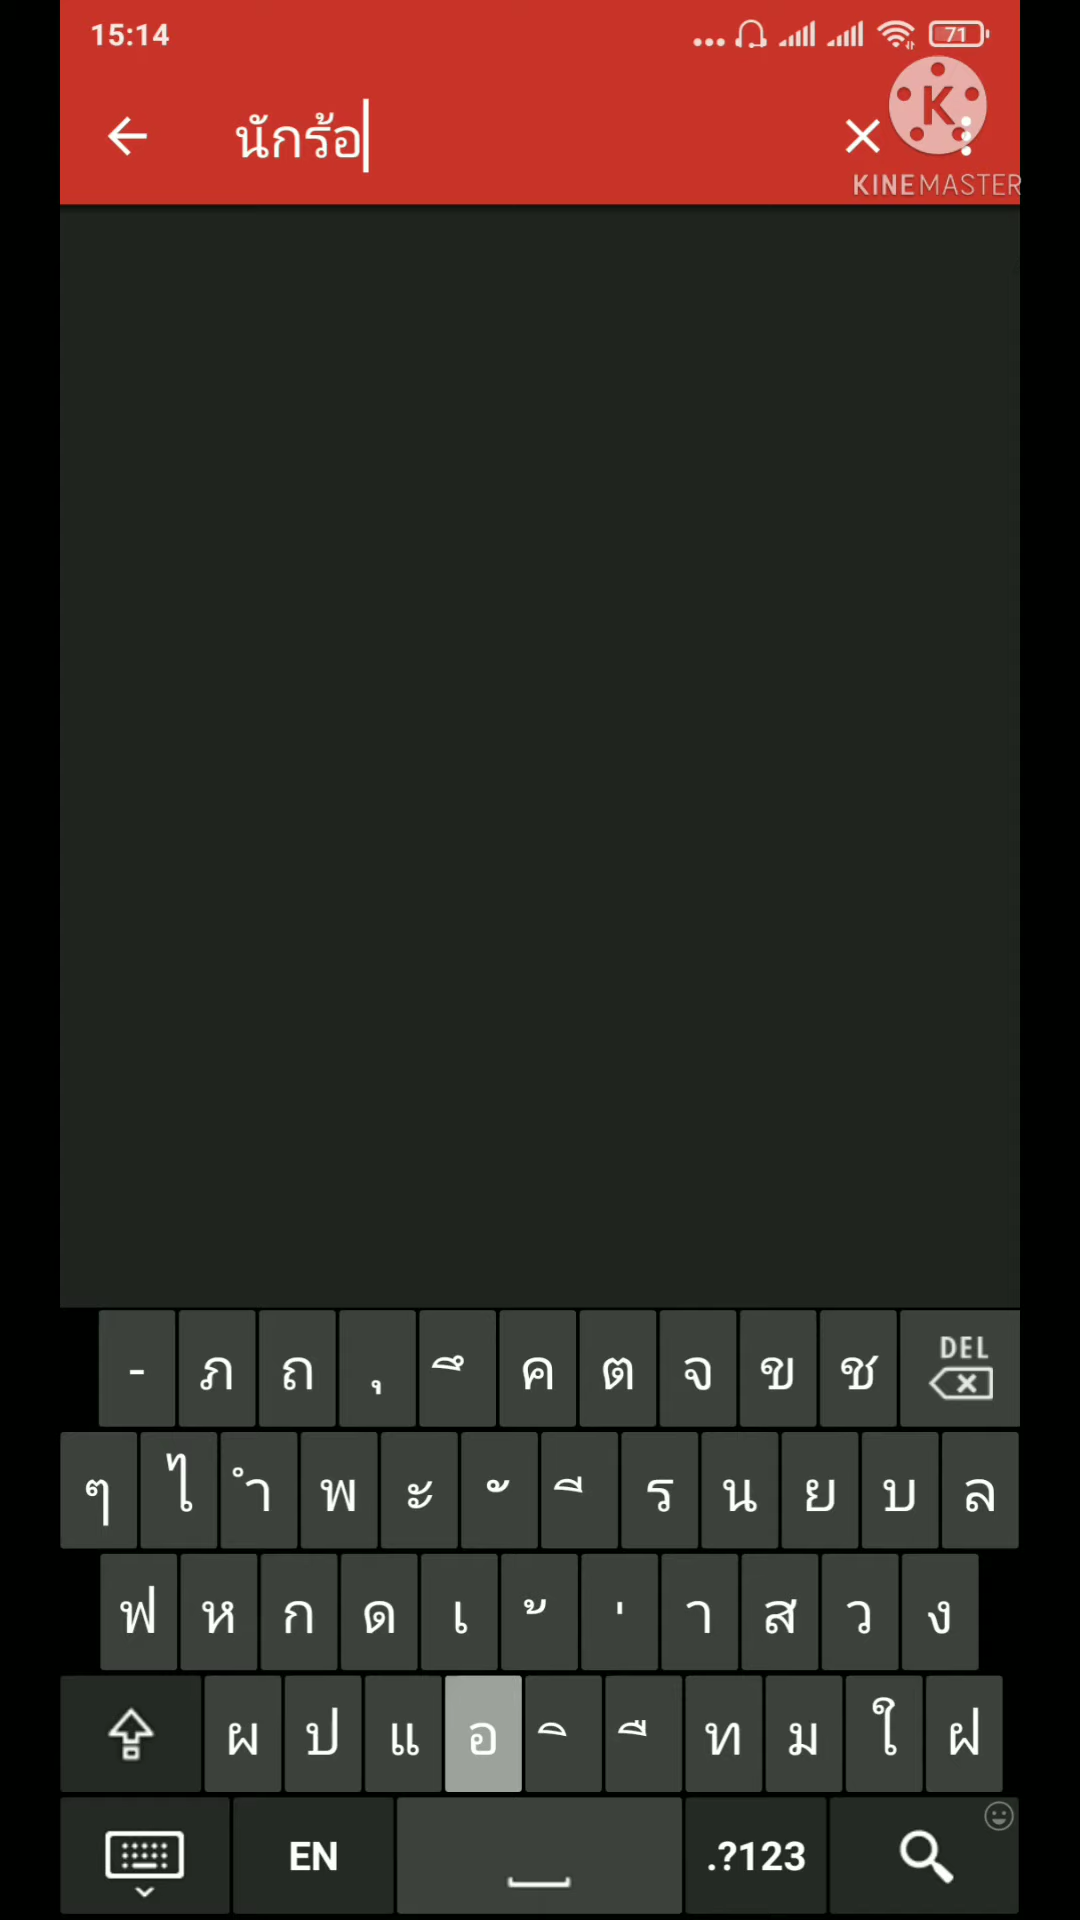 15:14
71
นักร้อ
K
KINEMASTER
- ภ ถ ุ ึ ค ต จ ข ช DEL
ๆ ไ ำ พ ะ ั ี ร น ย บ ล
ฟ ห ก ด เ ้ ่ า ส ว ง
ผ ป แ อ ิ ื ท ม ใ ฝ
EN .?123